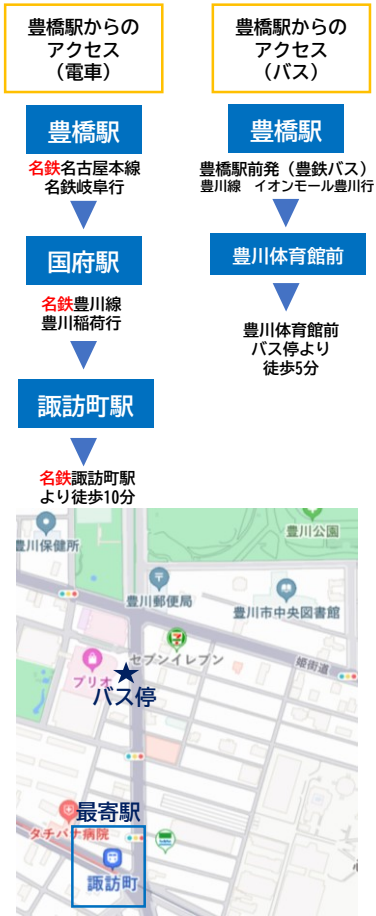 豊橋駅からの
アクセス
（電車）
豊橋駅
名鉄名古屋本線
名鉄岐阜行
国府駅
名鉄豊川線
豊川稲荷行
諏訪町駅
名鉄諏訪町駅
より徒歩10分
豊橋駅からの
アクセス
（バス）
豊橋駅
豊橋駅前発（豊鉄バス）
豊川線　イオンモール豊川行
豊川体育館前
豊川体育館前
バス停より
徒歩5分
豊川公園
豊川保健所
豊川郵便局
豊川市中央図書館
セブンイレブン
姫街道
プリオ
バス停
最寄駅
タチバナ病院
諏訪町